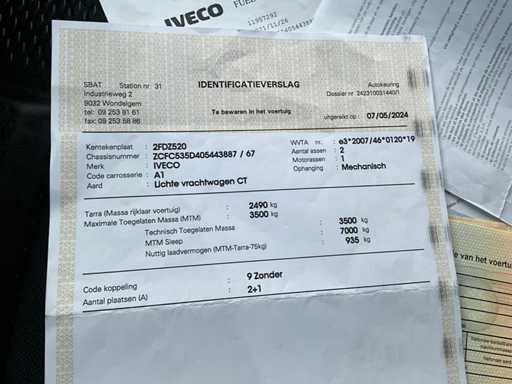 IVECO
11957292
SBAT Station nr 31
Industrieweg 2
9032 Wondelgem
tel: 09 253 91 61
fax: 09 253 58 86
IDENTIFICATIEVERSLAG
Te bewaren in het voertuig
Autokeuring
Dossier nr 2423100314401
uitgereikt op : 07/05/2024
Kentekenplaat : 2FDZ520
Chassisnummer : ZCFC535D405443887 / 67
Merk : IVECO
Code carrosserie : A1
Aard : Lichte vrachtwagen CT
WVTA nr. : e3*2007/46*0120*19
Aantal assen : 2
Motorassen : 1
Ophanging : Mechanisch
Tarra (Massa rijklaar voertuig) : 2490 kg
Maximale Toegelaten Massa (MTM) : 3500 kg
Technisch Toegelaten Massa : 3500 kg
MTM Sleep : 7000 kg
Nuttig laadvermogen (MTM-Tarra-75kg) : 935 kg
Code koppeling : 9 Zonder
Aantal plaatsen (A) : 2+1
van het voertu